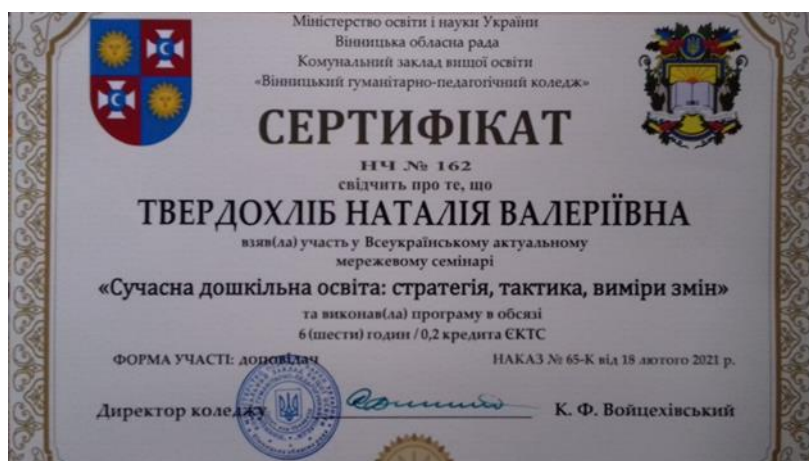 Міністерство освіти і науки України
Вінницька обласна рада
Комунальний заклад вищої освіти
«Вінницький гуманітарно-педагогічний коледж»
СЕРТИФІКАТ
НЧ № 162
свідчить про те, що
ТВЕРДОХЛІБ НАТАЛІЯ ВАЛЕРІЇВНА
взяв(ла) участь у Всеукраїнському актуальному
мережевому семінарі
«Сучасна дошкільна освіта: стратегія, тактика, виміри змін»
та виконав(ла) програму в обсязі
6 (шести) годин / 0,2 кредита ЄКТС
ФОРМА УЧАСТІ: доповідач НАКАЗ № 65-К від 18 лютого 2021 р.
Директор коледжу К. Ф. Войцехівський